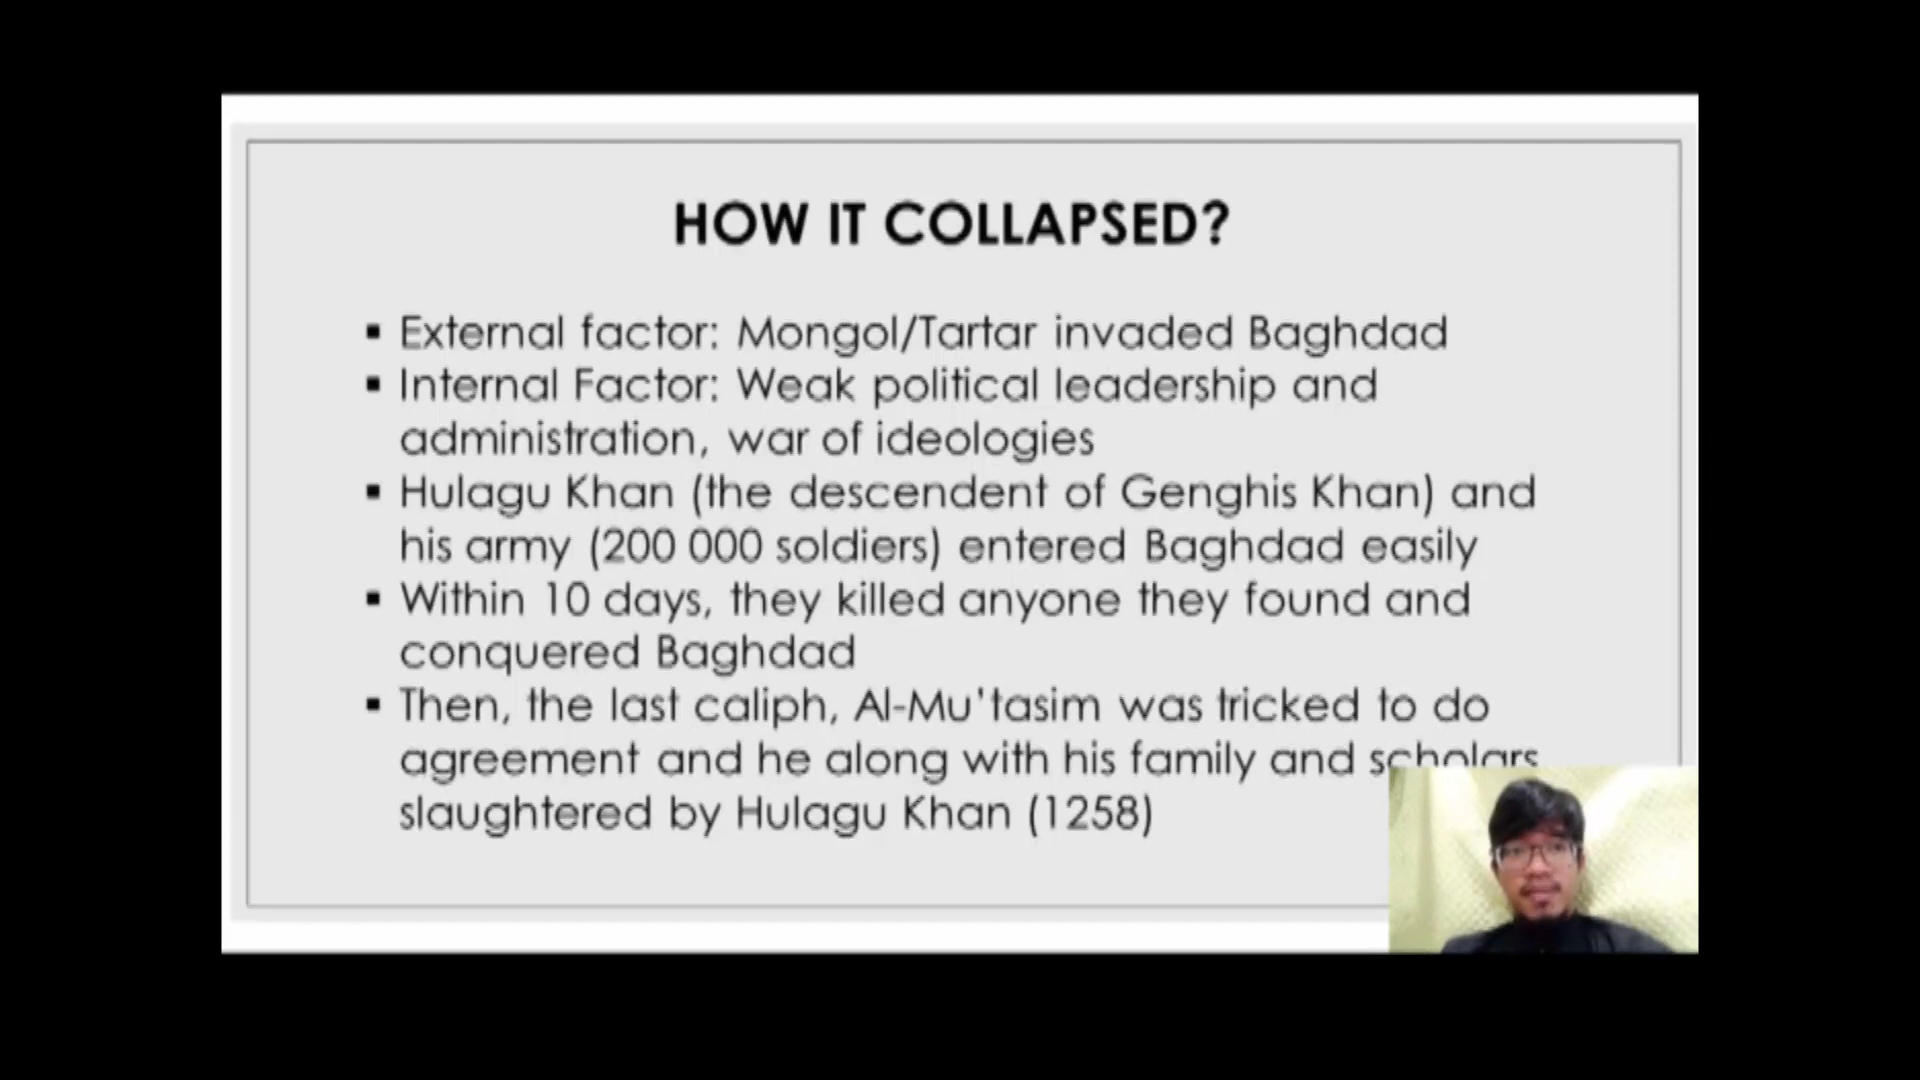 HOW IT COLLAPSED?
▪ External factor: Mongol/Tartar invaded Baghdad
▪ Internal Factor: Weak political leadership and
administration, war of ideologies
▪ Hulagu Khan (the descendent of Genghis Khan) and
his army (200 000 soldiers) entered Baghdad easily
▪ Within 10 days, they killed anyone they found and
conquered Baghdad
▪ Then, the last caliph, Al-Mu'tasim was tricked to do
agreement and he along with his family and scholars
slaughtered by Hulagu Khan (1258)